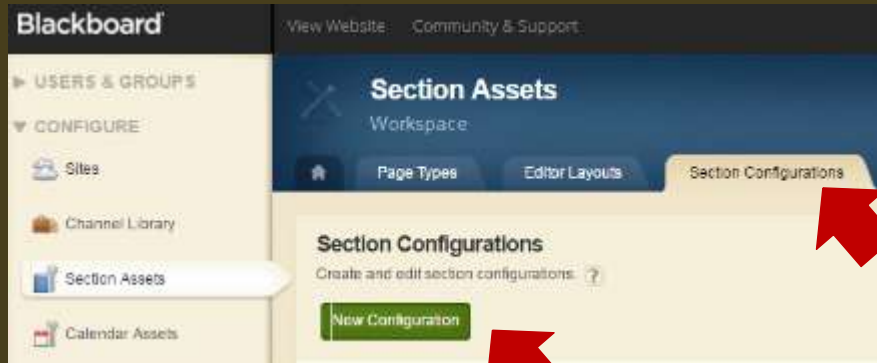 Blackboard
View Website Community & Support
USERS & GROUPS
CONFIGURE
Sites
Channel Library
Section Assets
Calendar Assets
Section Assets
Workspace
Page Types Editor Layouts Section Configurations
Section Configurations
Create and edit section configurations. ?
New Configuration